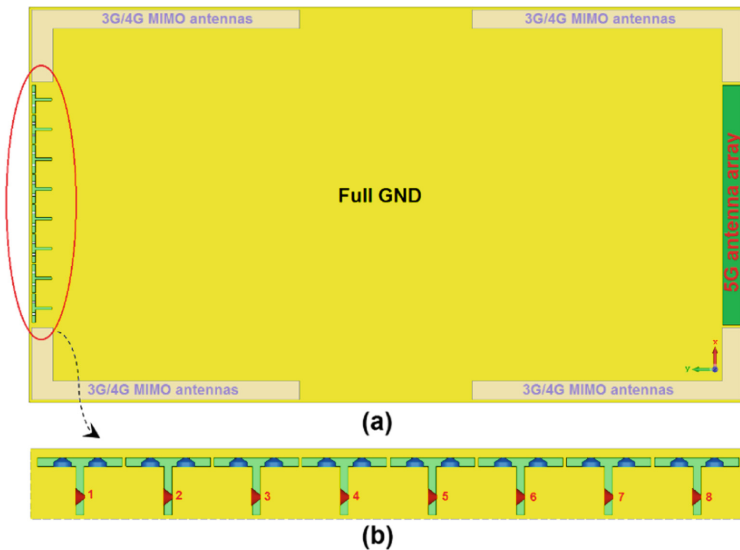 3G/4G MIMO antennas
3G/4G MIMO antennas
Full GND
5G antenna array
X
Y
3G/4G MIMO antennas
3G/4G MIMO antennas
(a)
1
2
3
4
5
6
7
8
(b)